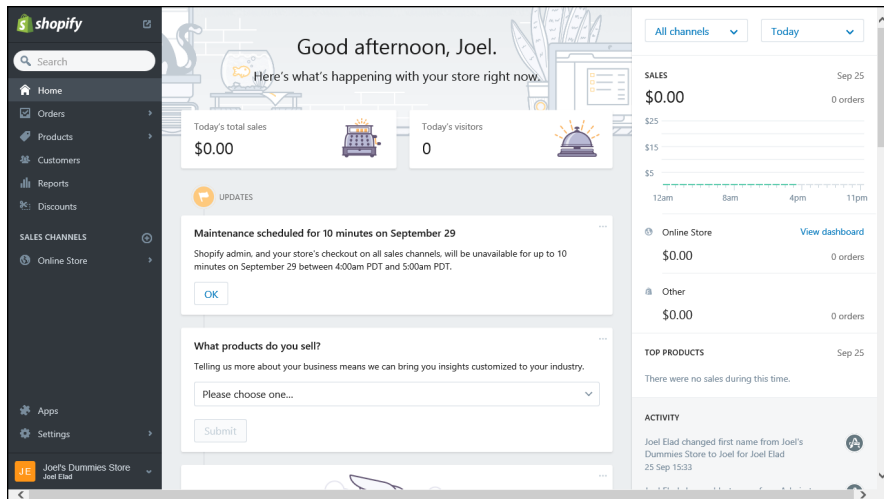 shopify
Search
Home
Orders
Products
Customers
Reports
Discounts
SALES CHANNELS
Online Store
Apps
Settings
JE
Joel's Dummies Store
Joel Elad
Good afternoon, Joel.
Here's what's happening with your store right now.
Today's total sales
$0.00
Today's visitors
0
UPDATES
Maintenance scheduled for 10 minutes on September 29
Shopify admin, and your store's checkout on all sales channels, will be unavailable for up to 10
minutes on September 29 between 4:00am PDT and 5:00am PDT.
OK
What products do you sell?
Telling us more about your business means we can bring you insights customized to your industry.
Please choose one...
Submit
All channels
Today
SALES Sep 25
$0.00 0 orders
$25
$15
$5
12am 8am 4pm 11pm
Online Store View dashboard
$0.00 0 orders
Other
$0.00 0 orders
TOP PRODUCTS Sep 25
There were no sales during this time.
ACTIVITY
Joel Elad changed first name from Joel's
Dummies Store to Joel for Joel Elad
25 Sep 15:33